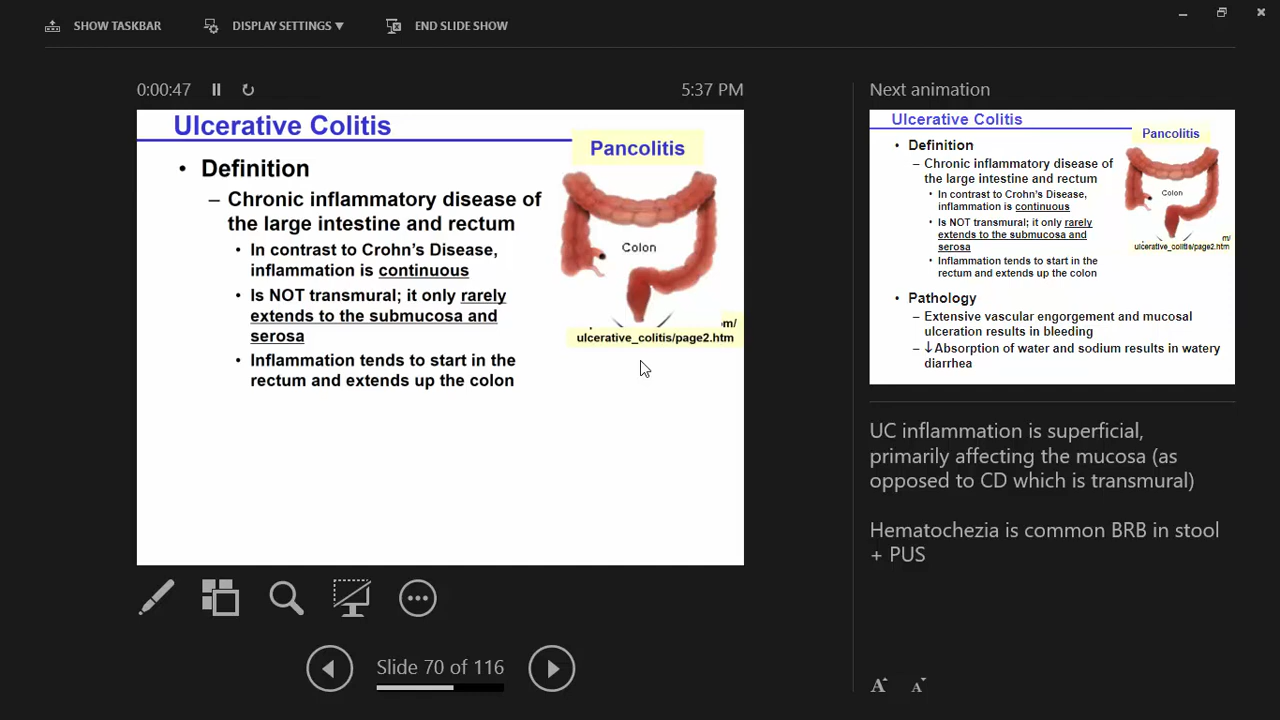 SHOW TASKBAR DISPLAY SETTINGS ▼ END SLIDE SHOW
0:00:47 5:37 PM
Ulcerative Colitis
Pancolitis
• Definition
– Chronic inflammatory disease of
the large intestine and rectum
• In contrast to Crohn's Disease,
inflammation is continuous
• Is NOT transmural; it only rarely
extends to the submucosa and
serosa
• Inflammation tends to start in the
rectum and extends up the colon
Colon
m/
ulcerative_colitis/page2.htm
Slide 70 of 116
Next animation
Ulcerative Colitis
Pancolitis
• Definition
– Chronic inflammatory disease of
the large intestine and rectum
• In contrast to Crohn's Disease,
inflammation is continuous
• Is NOT transmural; it only rarely
extends to the submucosa and
serosa
• Inflammation tends to start in the
rectum and extends up the colon
Colon
m/
ulcerative_colitis/page2.htm
• Pathology
– Extensive vascular engorgement and mucosal
ulceration results in bleeding
– ↓Absorption of water and sodium results in watery
diarrhea
UC inflammation is superficial,
primarily affecting the mucosa (as
opposed to CD which is transmural)
Hematochezia is common BRB in stool
+ PUS
A A